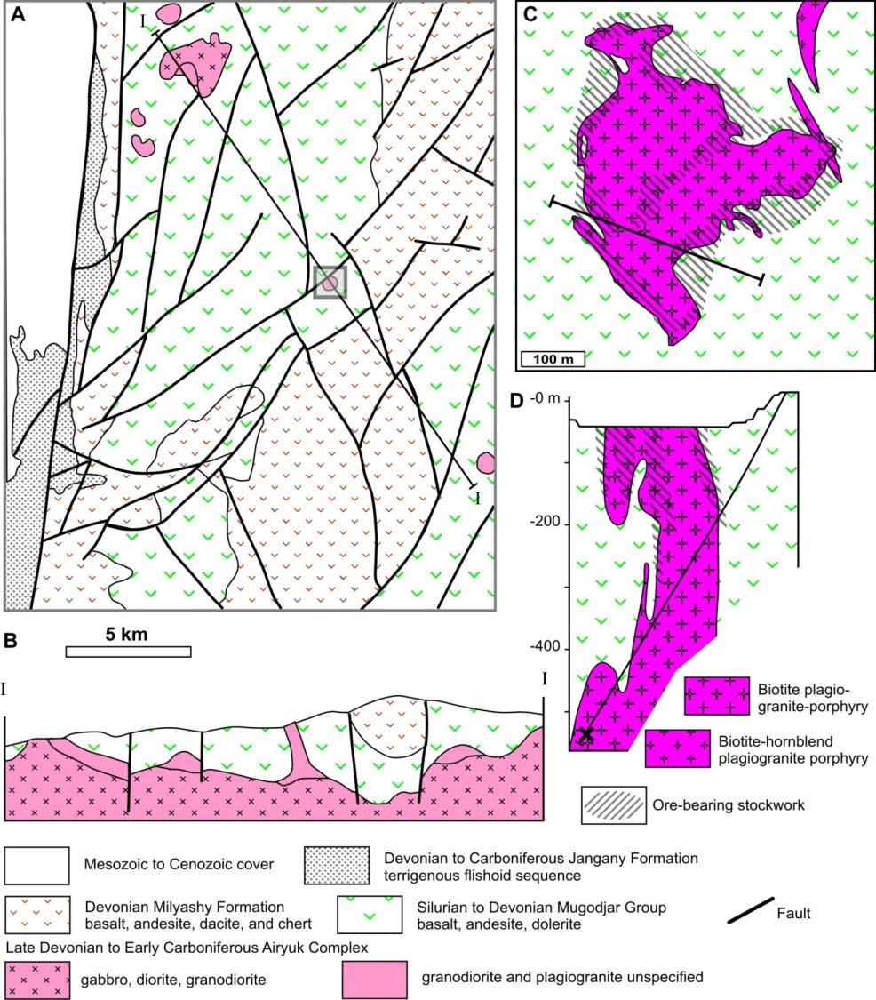 A
I
I
C
100 m
D
-0 m
-200
-400
Biotite plagio-
granite-porphyry
Biotite-hornblend
plagiogranite porphyry
Ore-bearing stockwork
5 km
B
I
I
Mesozoic to Cenozoic cover
Devonian to Carboniferous Jangany Formation
terrigenous flishoid sequence
Devonian Milyashy Formation
basalt, andesite, dacite, and chert
Silurian to Devonian Mugodjar Group
basalt, andesite, dolerite
Fault
Late Devonian to Early Carboniferous Airyuk Complex
gabbro, diorite, granodiorite
granodiorite and plagiogranite unspecified